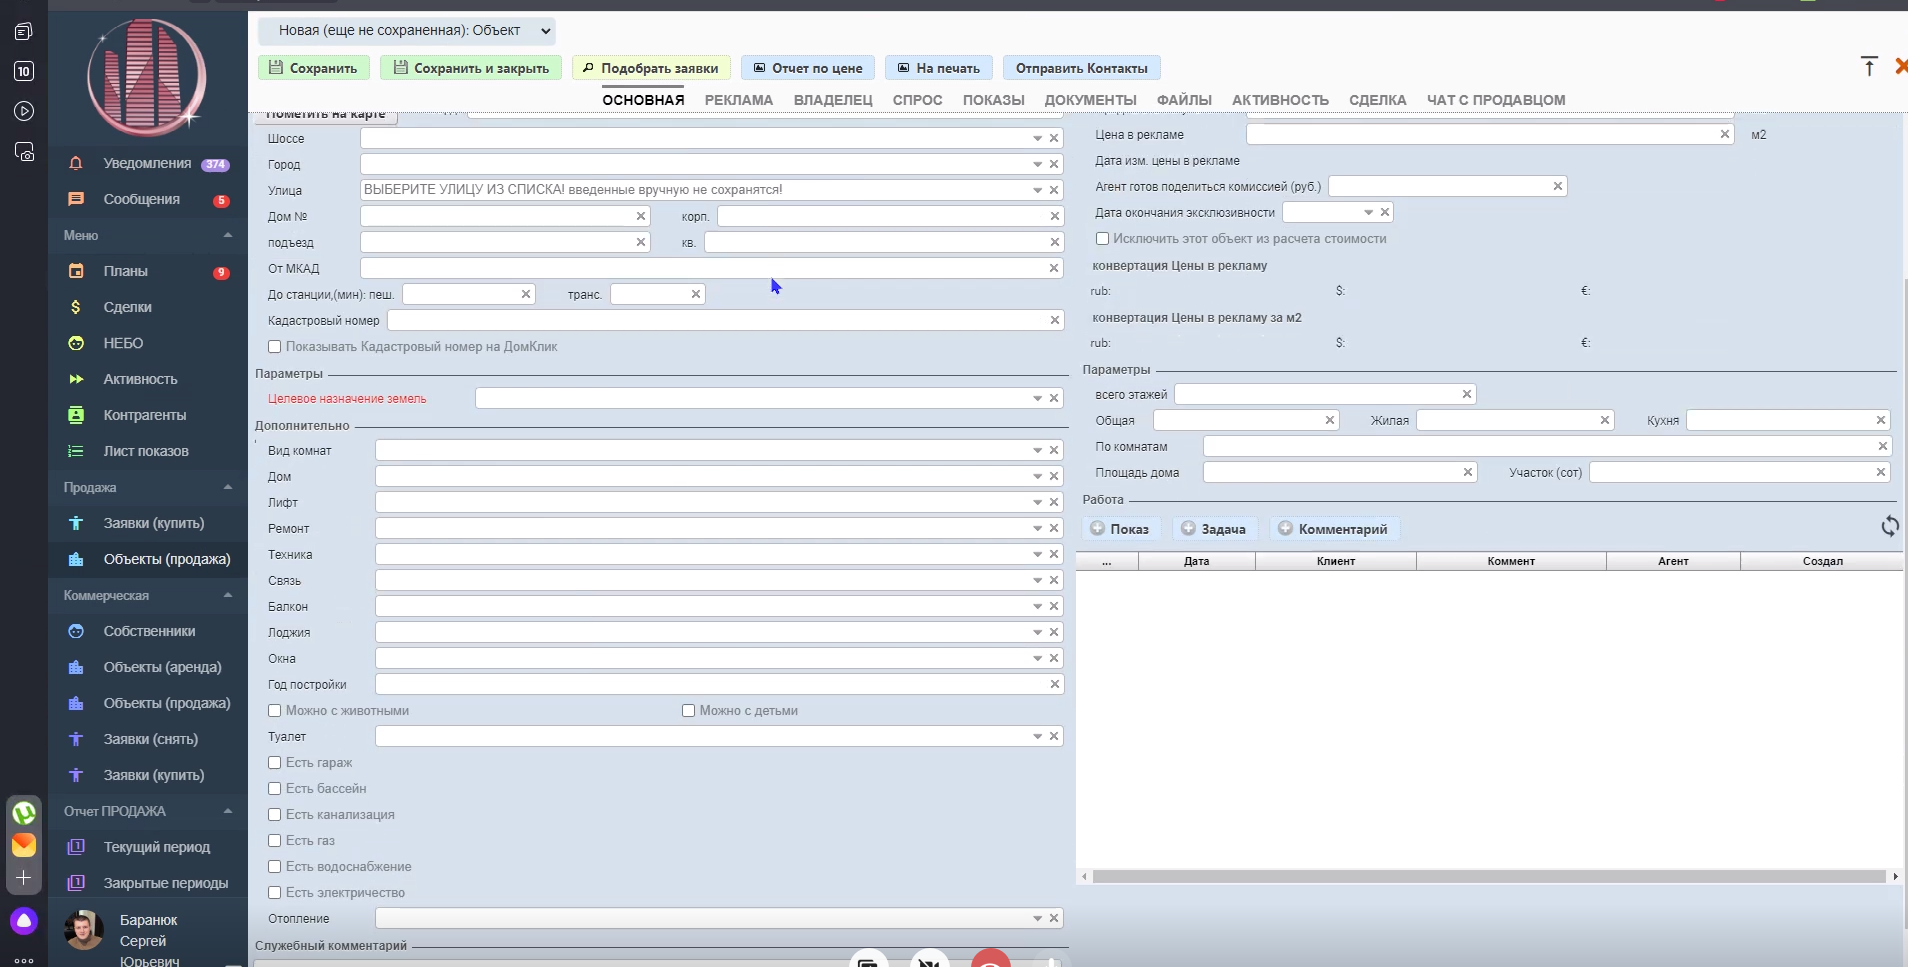 10
Новая (еще не сохраненная): Объект
Сохранить
Сохранить и закрыть
Подобрать заявки
Отчет по цене
На печать
Отправить Контакты
ОСНОВНАЯ РЕКЛАМА ВЛАДЕЛЕЦ СПРОС ПОКАЗЫ ДОКУМЕНТЫ ФАЙЛЫ АКТИВНОСТЬ СДЕЛКА ЧАТ С ПРОДАВЦОМ
Уведомления 374
Сообщения 5
Меню
Планы 9
Сделки
НЕБО
Активность
Контрагенты
Лист показов
Продажа
Заявки (купить)
Объекты (продажа)
Коммерческая
Собственники
Объекты (аренда)
Объекты (продажа)
Заявки (снять)
Заявки (купить)
Отчет ПРОДАЖА
Текущий период
Закрытые периоды
Баранюк
Сергей
Юрьевич
Пометить на карте
Шоссе
Город
Улица ВЫБЕРИТЕ УЛИЦУ ИЗ СПИСКА! введенные вручную не сохранятся!
Дом № корп.
подъезд кв.
От МКАД
До станции,(мин): пеш. транс.
Кадастровый номер
Показывать Кадастровый номер на ДомКлик
Параметры
Целевое назначение земель
Дополнительно
Вид комнат
Дом
Лифт
Ремонт
Техника
Связь
Балкон
Лоджия
Окна
Год постройки
Можно с животными Можно с детьми
Туалет
Есть гараж
Есть бассейн
Есть канализация
Есть газ
Есть водоснабжение
Есть электричество
Отопление
Служебный комментарий
Цена в рекламе м2
Дата изм. цены в рекламе
Агент готов поделиться комиссией (руб.)
Дата окончания эксклюзивности
Исключить этот объект из расчета стоимости
конвертация Цены в рекламу
rub: $: €:
конвертация Цены в рекламу за м2
rub: $: €:
Параметры
всего этажей
Общая Жилая Кухня
По комнатам
Площадь дома Участок (сот)
Работа
Показ Задача Комментарий
... Дата Клиент Коммент Агент Создал